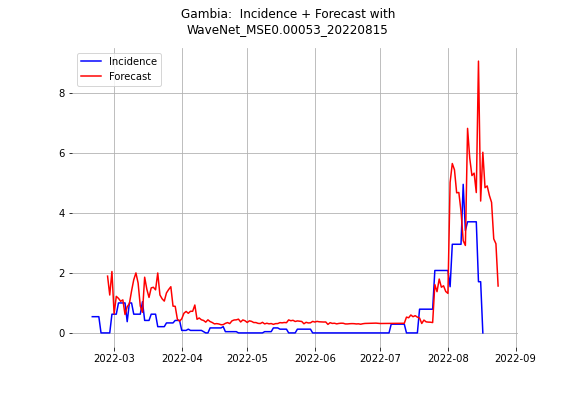 Gambia:  Incidence + Forecast with
WaveNet_MSE0.00053_20220815
Incidence
Forecast
8
6
4
2
0
2022-03 2022-04 2022-05 2022-06 2022-07 2022-08 2022-09